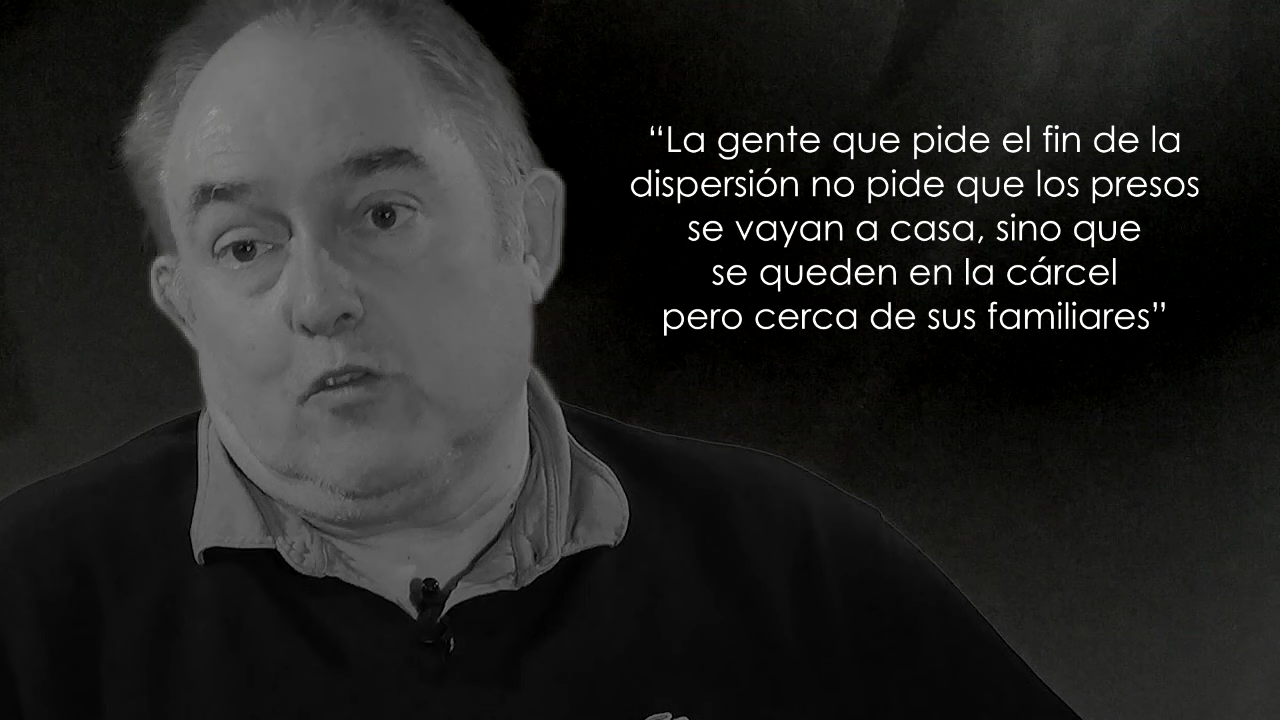 “La gente que pide el fin de la
dispersión no pide que los presos
se vayan a casa, sino que
se queden en la cárcel
pero cerca de sus familiares”